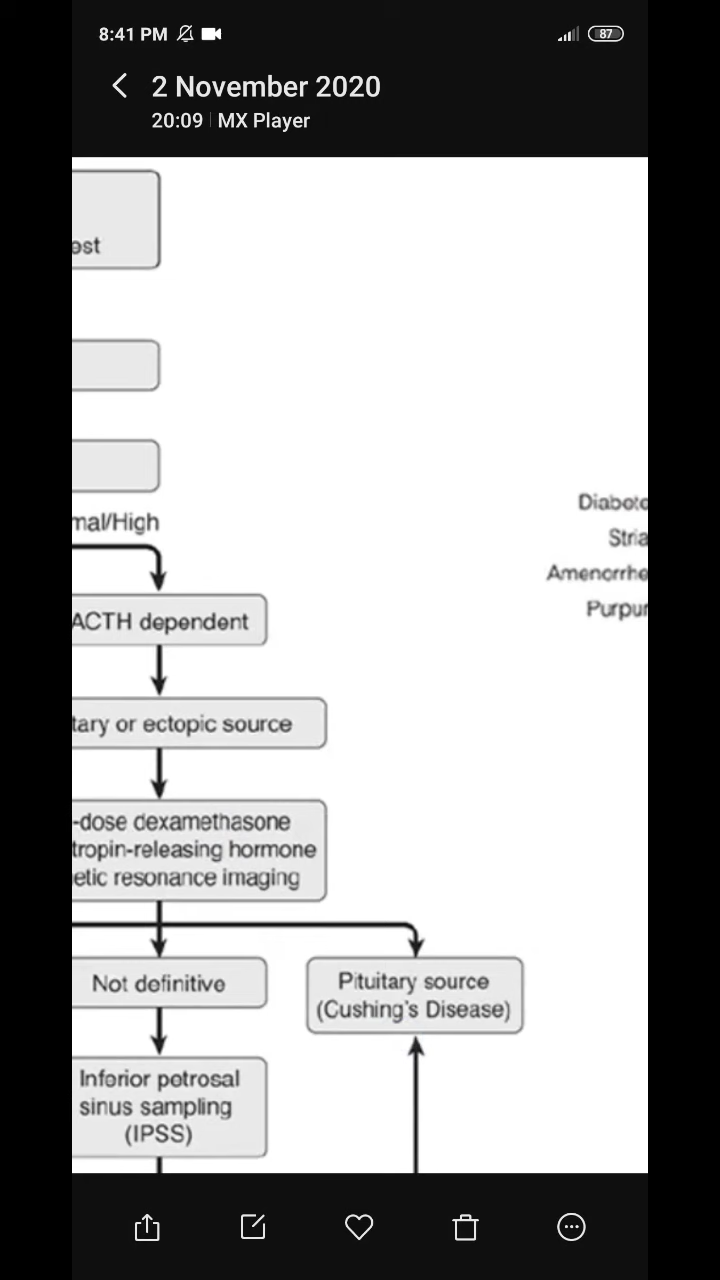 8:41 PM
87
2 November 2020
20:09 MX Player
est
mal/High
Diabete
Stria
Amenorrhe
Purpur
ACTH dependent
tary or ectopic source
-dose dexamethasone
tropin-releasing hormone
etic resonance imaging
Not definitive
Pituitary source
(Cushing's Disease)
Inferior petrosal
sinus sampling
(IPSS)